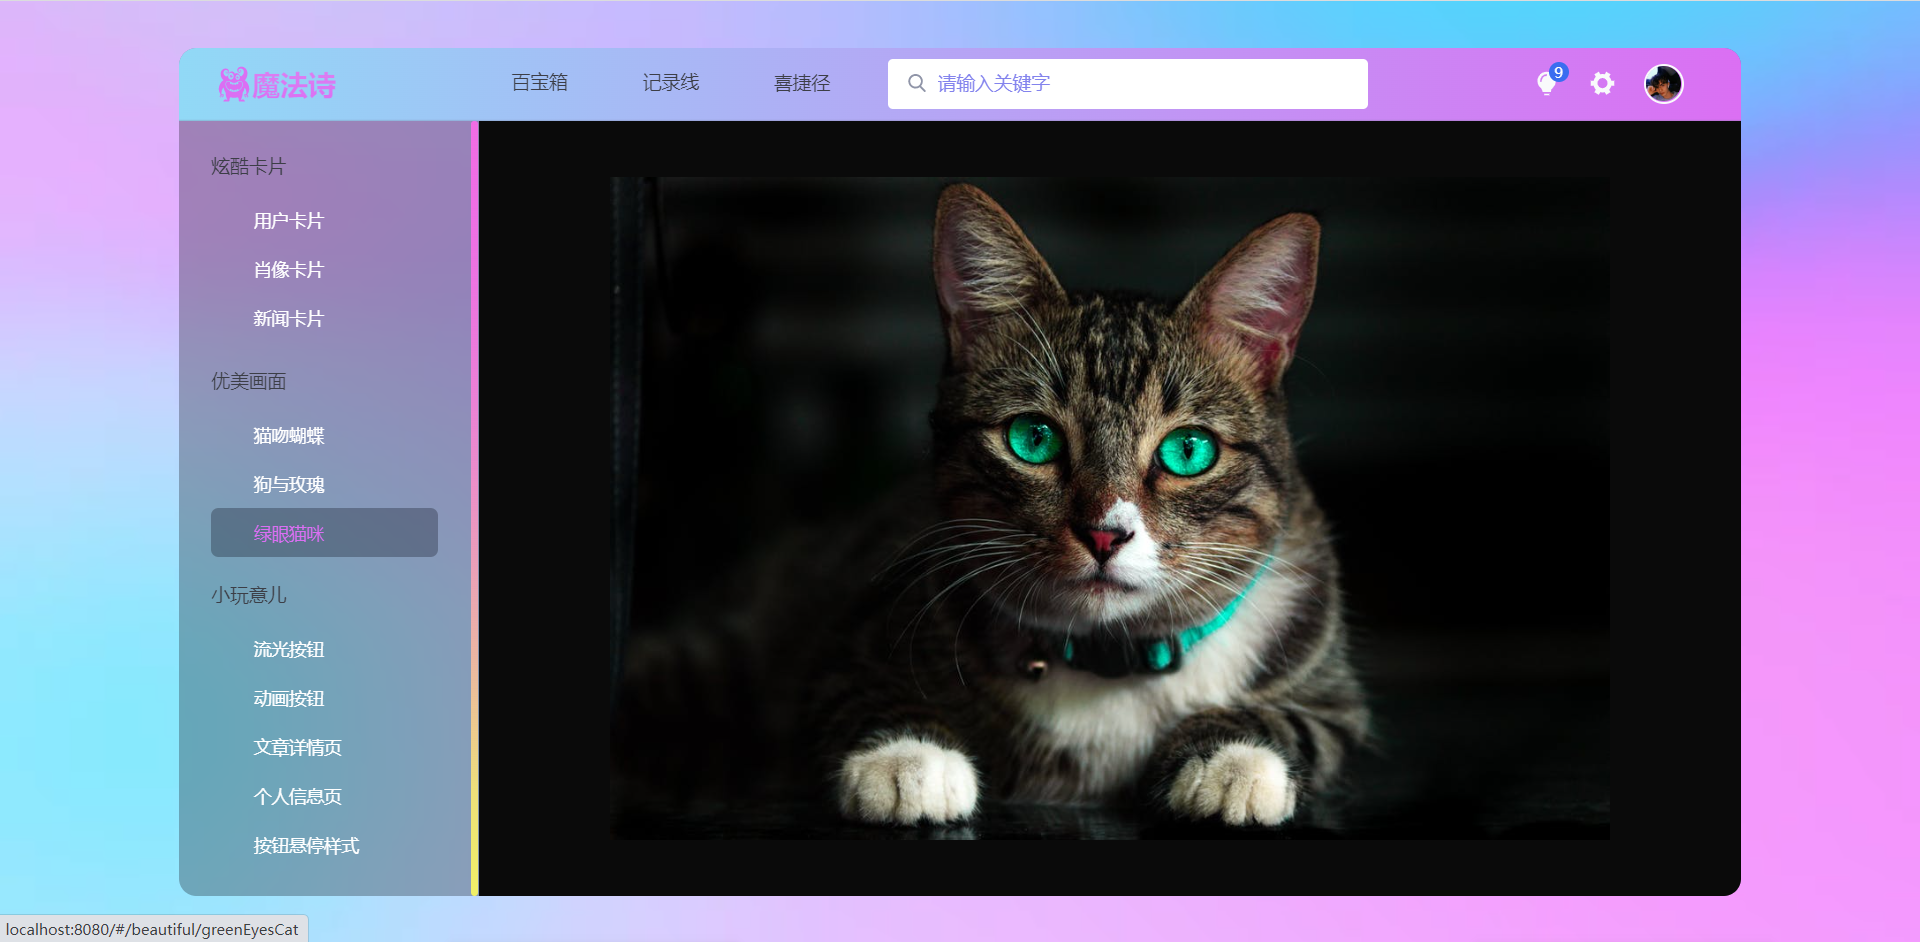 魔法诗
百宝箱
记录线
喜捷径
请输入关键字
9
炫酷卡片
用户卡片
肖像卡片
新闻卡片
优美画面
猫吻蝴蝶
狗与玫瑰
绿眼猫咪
小玩意儿
流光按钮
动画按钮
文章详情页
个人信息页
按钮悬停样式
localhost:8080/#/beautiful/greenEyesCat